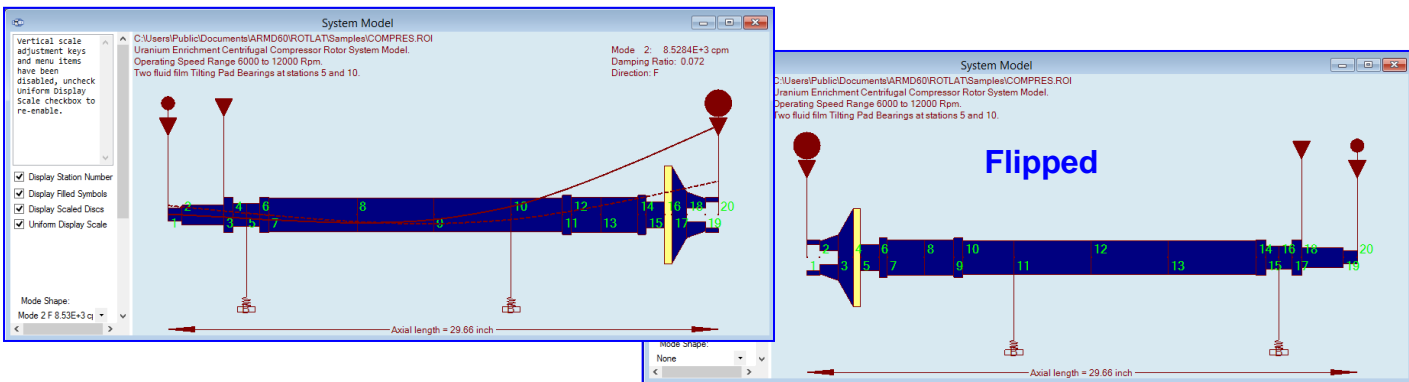 System Model
Vertical scale
adjustment keys
and menu items
have been
disabled, uncheck
Uniform Display
Scale checkbox to
re-enable.
Display Station Number
Display Filled Symbols
Display Scaled Discs
Uniform Display Scale
Mode Shape:
Mode 2 F 8.53E+3 c
C:\Users\Public\Documents\ARMD60\ROTLAT\Samples\COMPRES.ROI
Uranium Enrichment Centrifugal Compressor Rotor System Model.
Operating Speed Range 6000 to 12000 Rpm.
Two fluid film Tilting Pad Bearings at stations 5 and 10.
Mode 2: 8.5284E+3 cpm
Damping Ratio: 0.072
Direction: F
2 4 6 8 10 12 14 16 18 20
1 3 5 7 9 11 13 15 17 19
B B
Axial length = 29.66 inch
System Model
C:\Users\Public\Documents\ARMD60\ROTLAT\Samples\COMPRES.ROI
Uranium Enrichment Centrifugal Compressor Rotor System Model.
Operating Speed Range 6000 to 12000 Rpm.
Two fluid film Tilting Pad Bearings at stations 5 and 10.
Flipped
2 4 6 8 10 12 14 16 18 20
1 3 5 7 9 11 13 15 17 19
B B
Mode Shape:
None
Axial length = 29.66 inch